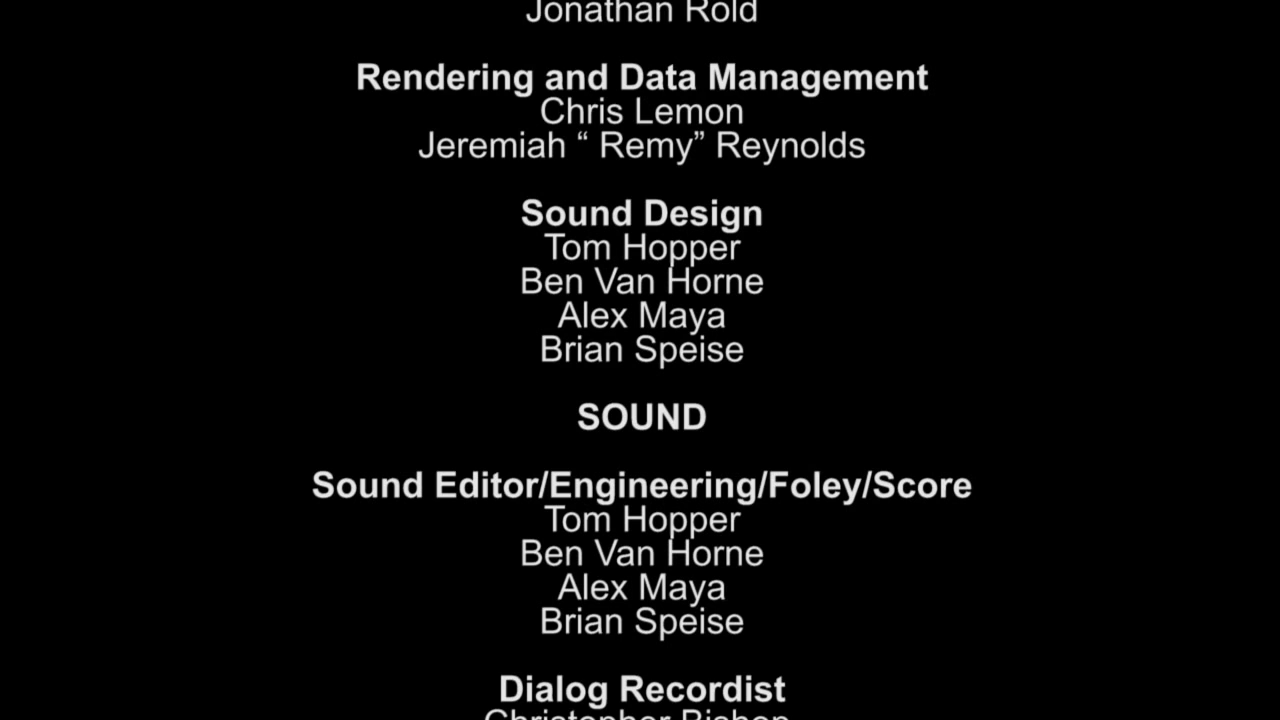 Jonathan Rold
Rendering and Data Management
Chris Lemon
Jeremiah “ Remy” Reynolds
Sound Design
Tom Hopper
Ben Van Horne
Alex Maya
Brian Speise
SOUND
Sound Editor/Engineering/Foley/Score
Tom Hopper
Ben Van Horne
Alex Maya
Brian Speise
Dialog Recordist
Christopher Bishop